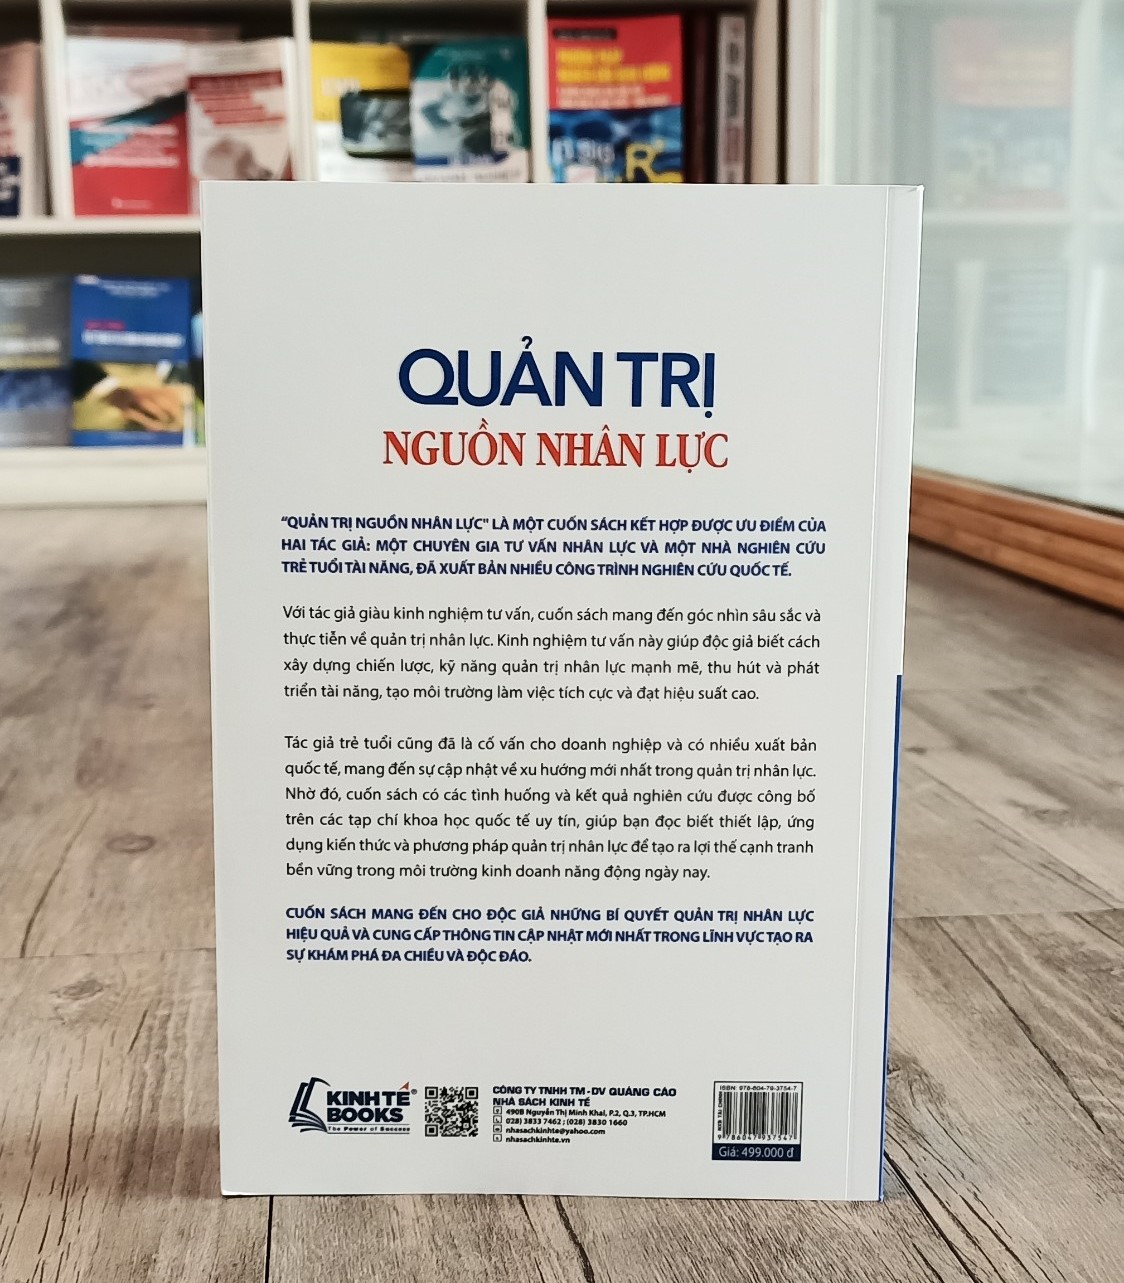 QUẢN TRỊ
NGUỒN NHÂN LỰC
“QUẢN TRỊ NGUỒN NHÂN LỰC" LÀ MỘT CUỐN SÁCH KẾT HỢP ĐƯỢC ƯU ĐIỂM CỦA
HAI TÁC GIẢ: MỘT CHUYÊN GIA TƯ VẤN NHÂN LỰC VÀ MỘT NHÀ NGHIÊN CỨU
TRẺ TUỔI TÀI NĂNG, ĐÃ XUẤT BẢN NHIỀU CÔNG TRÌNH NGHIÊN CỨU QUỐC TẾ.
Với tác giả giàu kinh nghiệm tư vấn, cuốn sách mang đến góc nhìn sâu sắc và
thực tiễn về quản trị nhân lực. Kinh nghiệm tư vấn này giúp độc giả biết cách
xây dựng chiến lược, kỹ năng quản trị nhân lực mạnh mẽ, thu hút và phát
triển tài năng, tạo môi trường làm việc tích cực và đạt hiệu suất cao.
Tác giả trẻ tuổi cũng đã là cố vấn cho doanh nghiệp và có nhiều xuất bản
quốc tế, mang đến sự cập nhật về xu hướng mới nhất trong quản trị nhân lực.
Nhờ đó, cuốn sách có các tình huống và kết quả nghiên cứu được công bố
trên các tạp chí khoa học quốc tế uy tín, giúp bạn đọc biết thiết lập, ứng
dụng kiến thức và phương pháp quản trị nhân lực để tạo ra lợi thế cạnh tranh
bền vững trong môi trường kinh doanh năng động ngày nay.
CUỐN SÁCH MANG ĐẾN CHO ĐỘC GIẢ NHỮNG BÍ QUYẾT QUẢN TRỊ NHÂN LỰC
HIỆU QUẢ VÀ CUNG CẤP THÔNG TIN CẬP NHẬT MỚI NHẤT TRONG LĨNH VỰC TẠO RA
SỰ KHÁM PHÁ ĐA CHIỀU VÀ ĐỘC ĐÁO.
KINH TẾ®
BOOKS
The Power of Success
CÔNG TY TNHH TM - DV QUẢNG CÁO
NHÀ SÁCH KINH TẾ
490B Nguyễn Thị Minh Khai, P.2, Q.3, TP.HCM
028) 3833 7462 ; (028) 3830 1660
nhasachkinhte@yahoo.com
nhasachkinhte.vn
ISBN: 978-604-79-3754-7
9 786047 937547
Giá: 499.000 đ